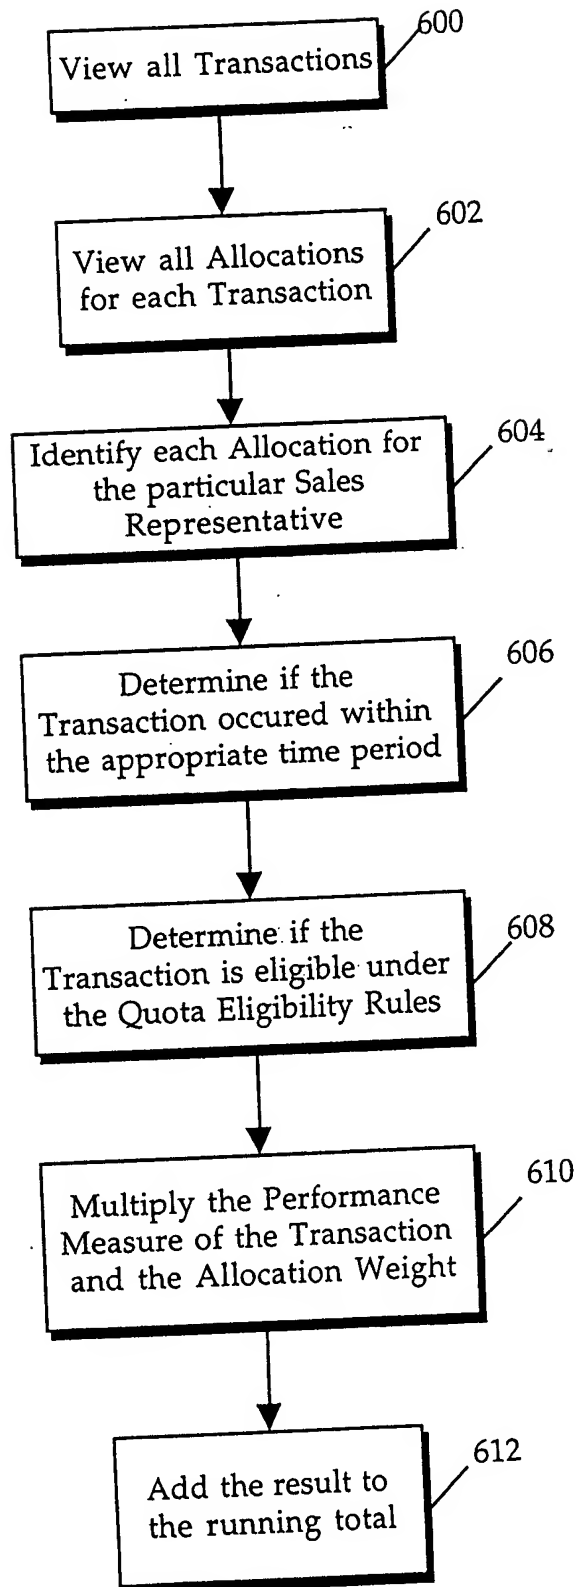 600
View all Transactions
602
View all Allocations
for each Transaction
604
Identify each Allocation for
the particular Sales
Representative
606
Determine if the
Transaction occured within
the appropriate time period
608
Determine if the
Transaction is eligible under
the Quota Eligibility Rules
610
Multiply the Performance
Measure of the Transaction
and the Allocation Weight
612
Add the result to
the running total